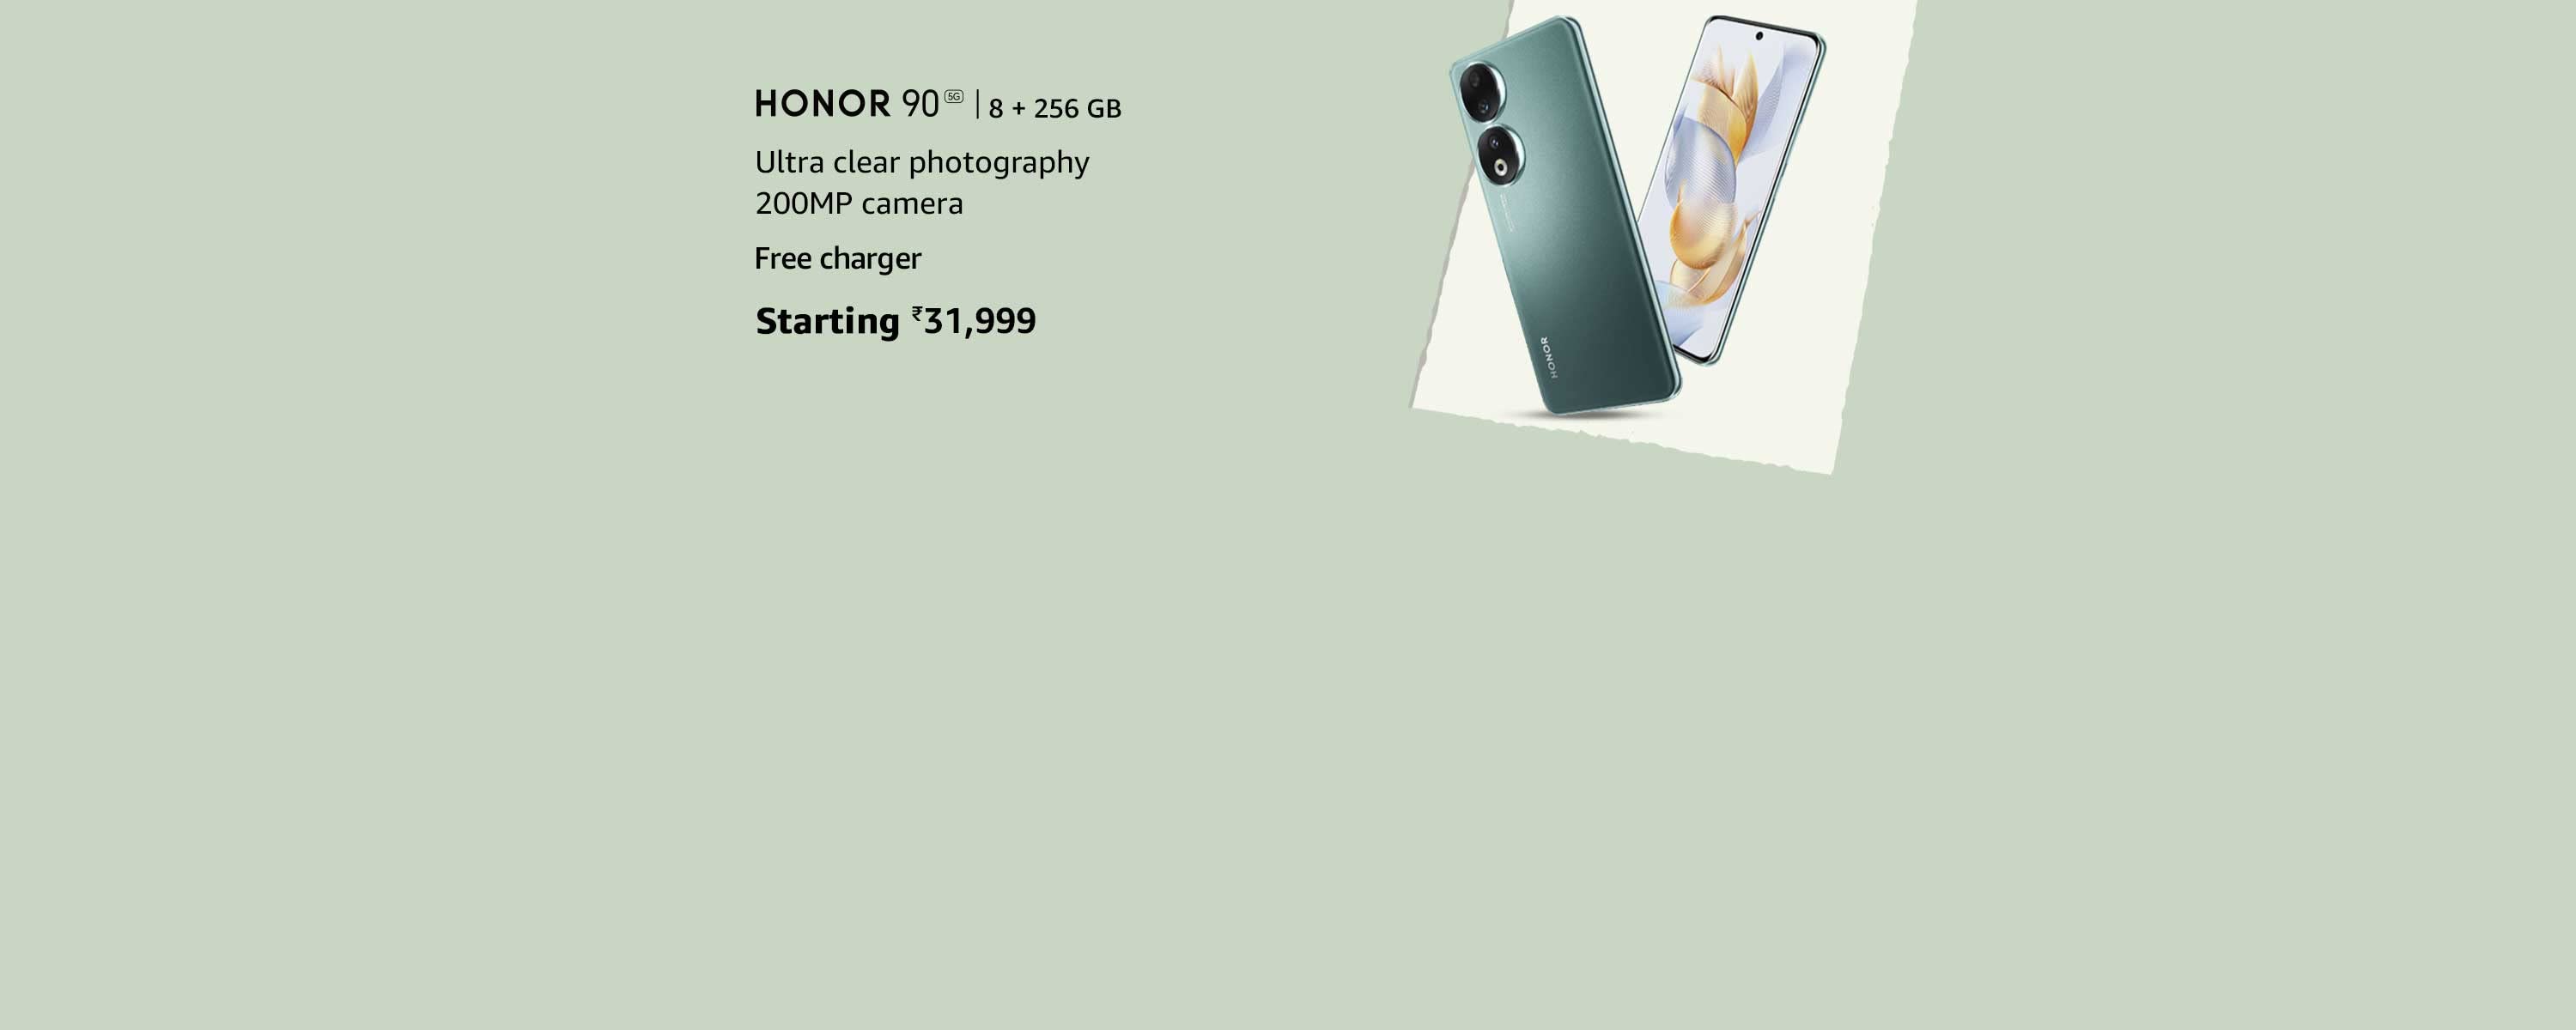 HONOR 90 5G | 8 + 256 GB
Ultra clear photography
200MP camera
Free charger
Starting ₹31,999
HONOR